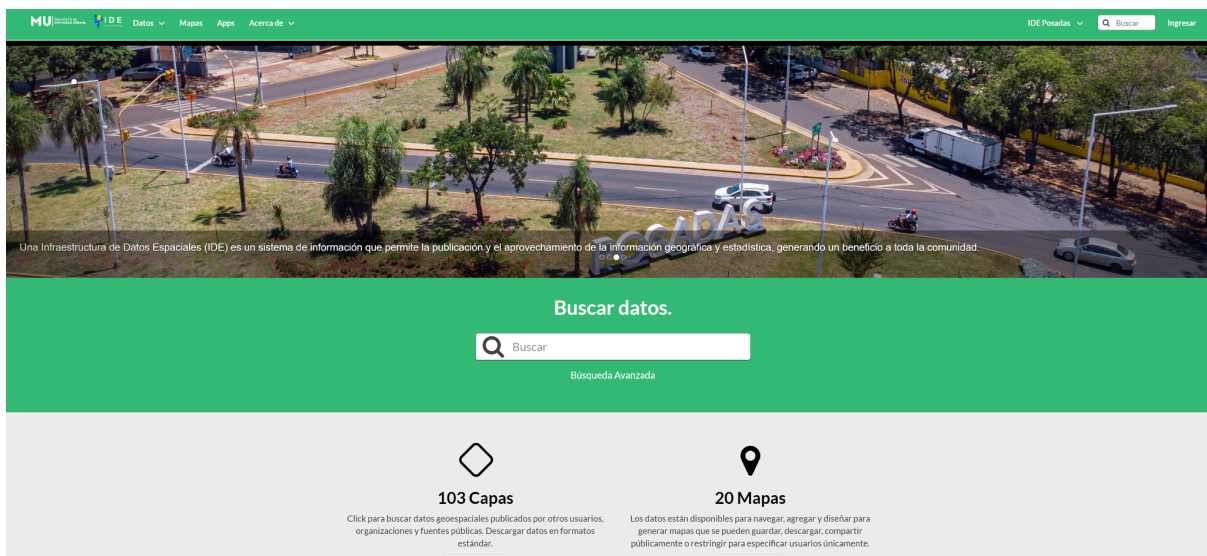 MU IDE Datos Mapas Apps Acerca de IDE Posadas Buscar Ingresar
POSADAS
Una Infraestructura de Datos Espaciales (IDE) es un sistema de información que permite la publicación y el aprovechamiento de la información geográfica y estadística, generando un beneficio a toda la comunidad.
Buscar datos.
Buscar
Búsqueda Avanzada
103 Capas
Click para buscar datos geoespaciales publicados por otros usuarios,
organizaciones y fuentes públicas. Descargar datos en formatos
estándar.
20 Mapas
Los datos están disponibles para navegar, agregar y diseñar para
generar mapas que se pueden guardar, descargar, compartir
públicamente o restringir para especificar usuarios únicamente.